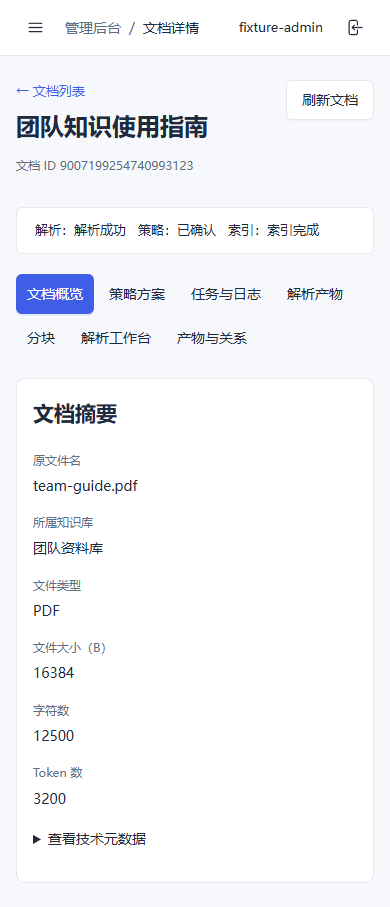 管理后台 / 文档详情 fixture-admin
← 文档列表
刷新文档
团队知识使用指南
文档 ID 9007199254740993123
解析：解析成功 策略：已确认 索引：索引完成
文档概览 策略方案 任务与日志 解析产物
分块 解析工作台 产物与关系
文档摘要
原文件名
team-guide.pdf
所属知识库
团队资料库
文件类型
PDF
文件大小（B）
16384
字符数
12500
Token 数
3200
▶ 查看技术元数据